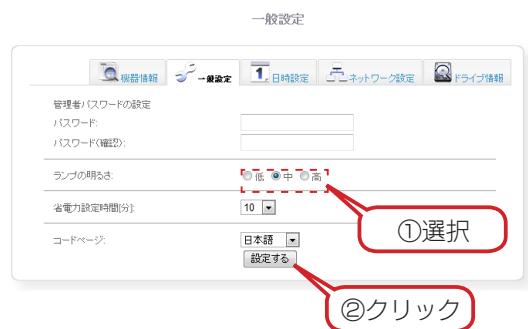 一般設定
機器情報 一般設定 日時設定 ネットワーク設定 ドライブ情報
管理者パスワードの設定
パスワード:
パスワード(確認):
ランプの明るさ: 低 中 高
省電力設定時間[分]: 10
①選択
コードページ: 日本語
設定する
②クリック